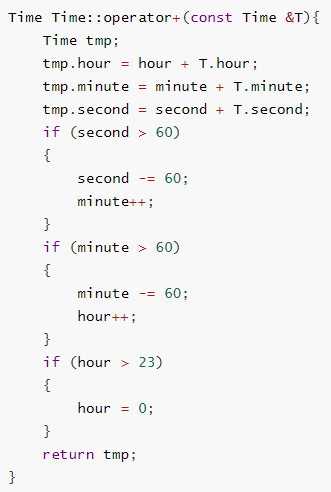 Time Time::operator+(const Time &T){
    Time tmp;
    tmp.hour = hour + T.hour;
    tmp.minute = minute + T.minute;
    tmp.second = second + T.second;
    if (second > 60)
    {
        second -= 60;
        minute++;
    }
    if (minute > 60)
    {
        minute -= 60;
        hour++;
    }
    if (hour > 23)
    {
        hour = 0;
    }
    return tmp;
}